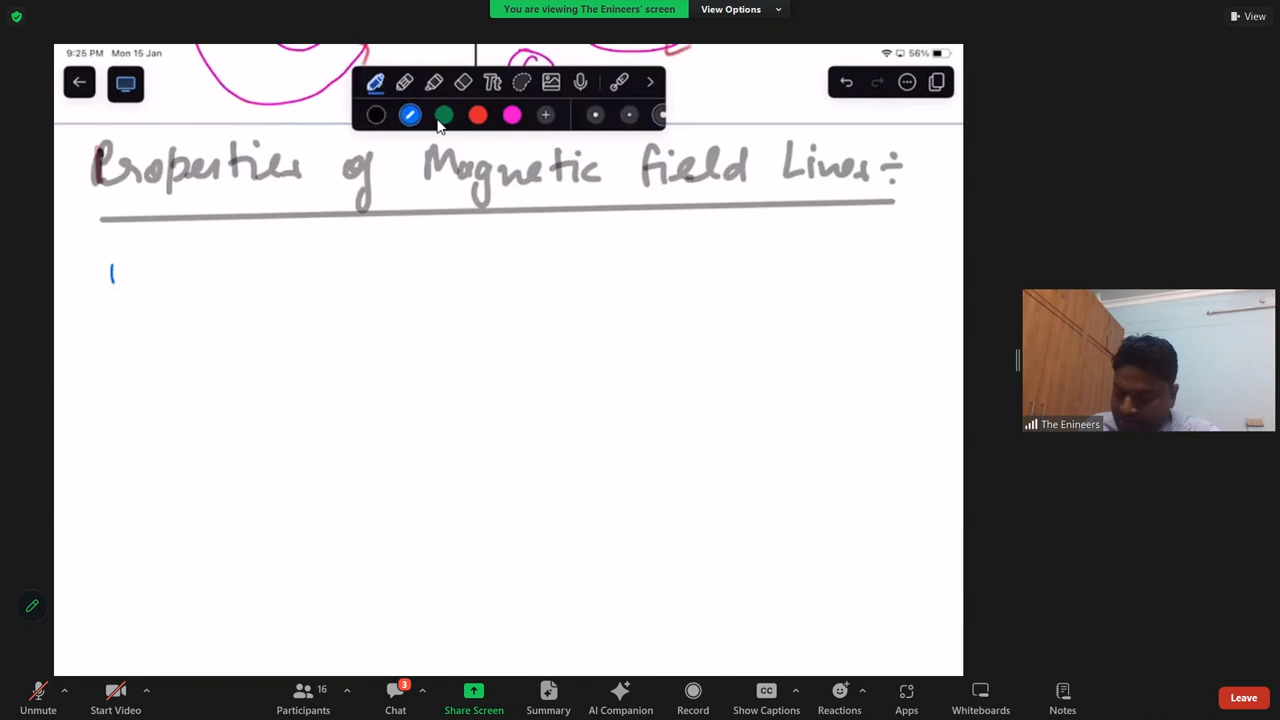 You are viewing The Enineers' screen
View Options
View
9:25 PM Mon 15 Jan
56%
Tt
Properties of Magnetic field Lines ÷
The Enineers
Unmute
Start Video
16
Participants
3
Chat
Share Screen
Summary
AI Companion
Record
CC
Show Captions
Reactions
Apps
Whiteboards
Notes
Leave